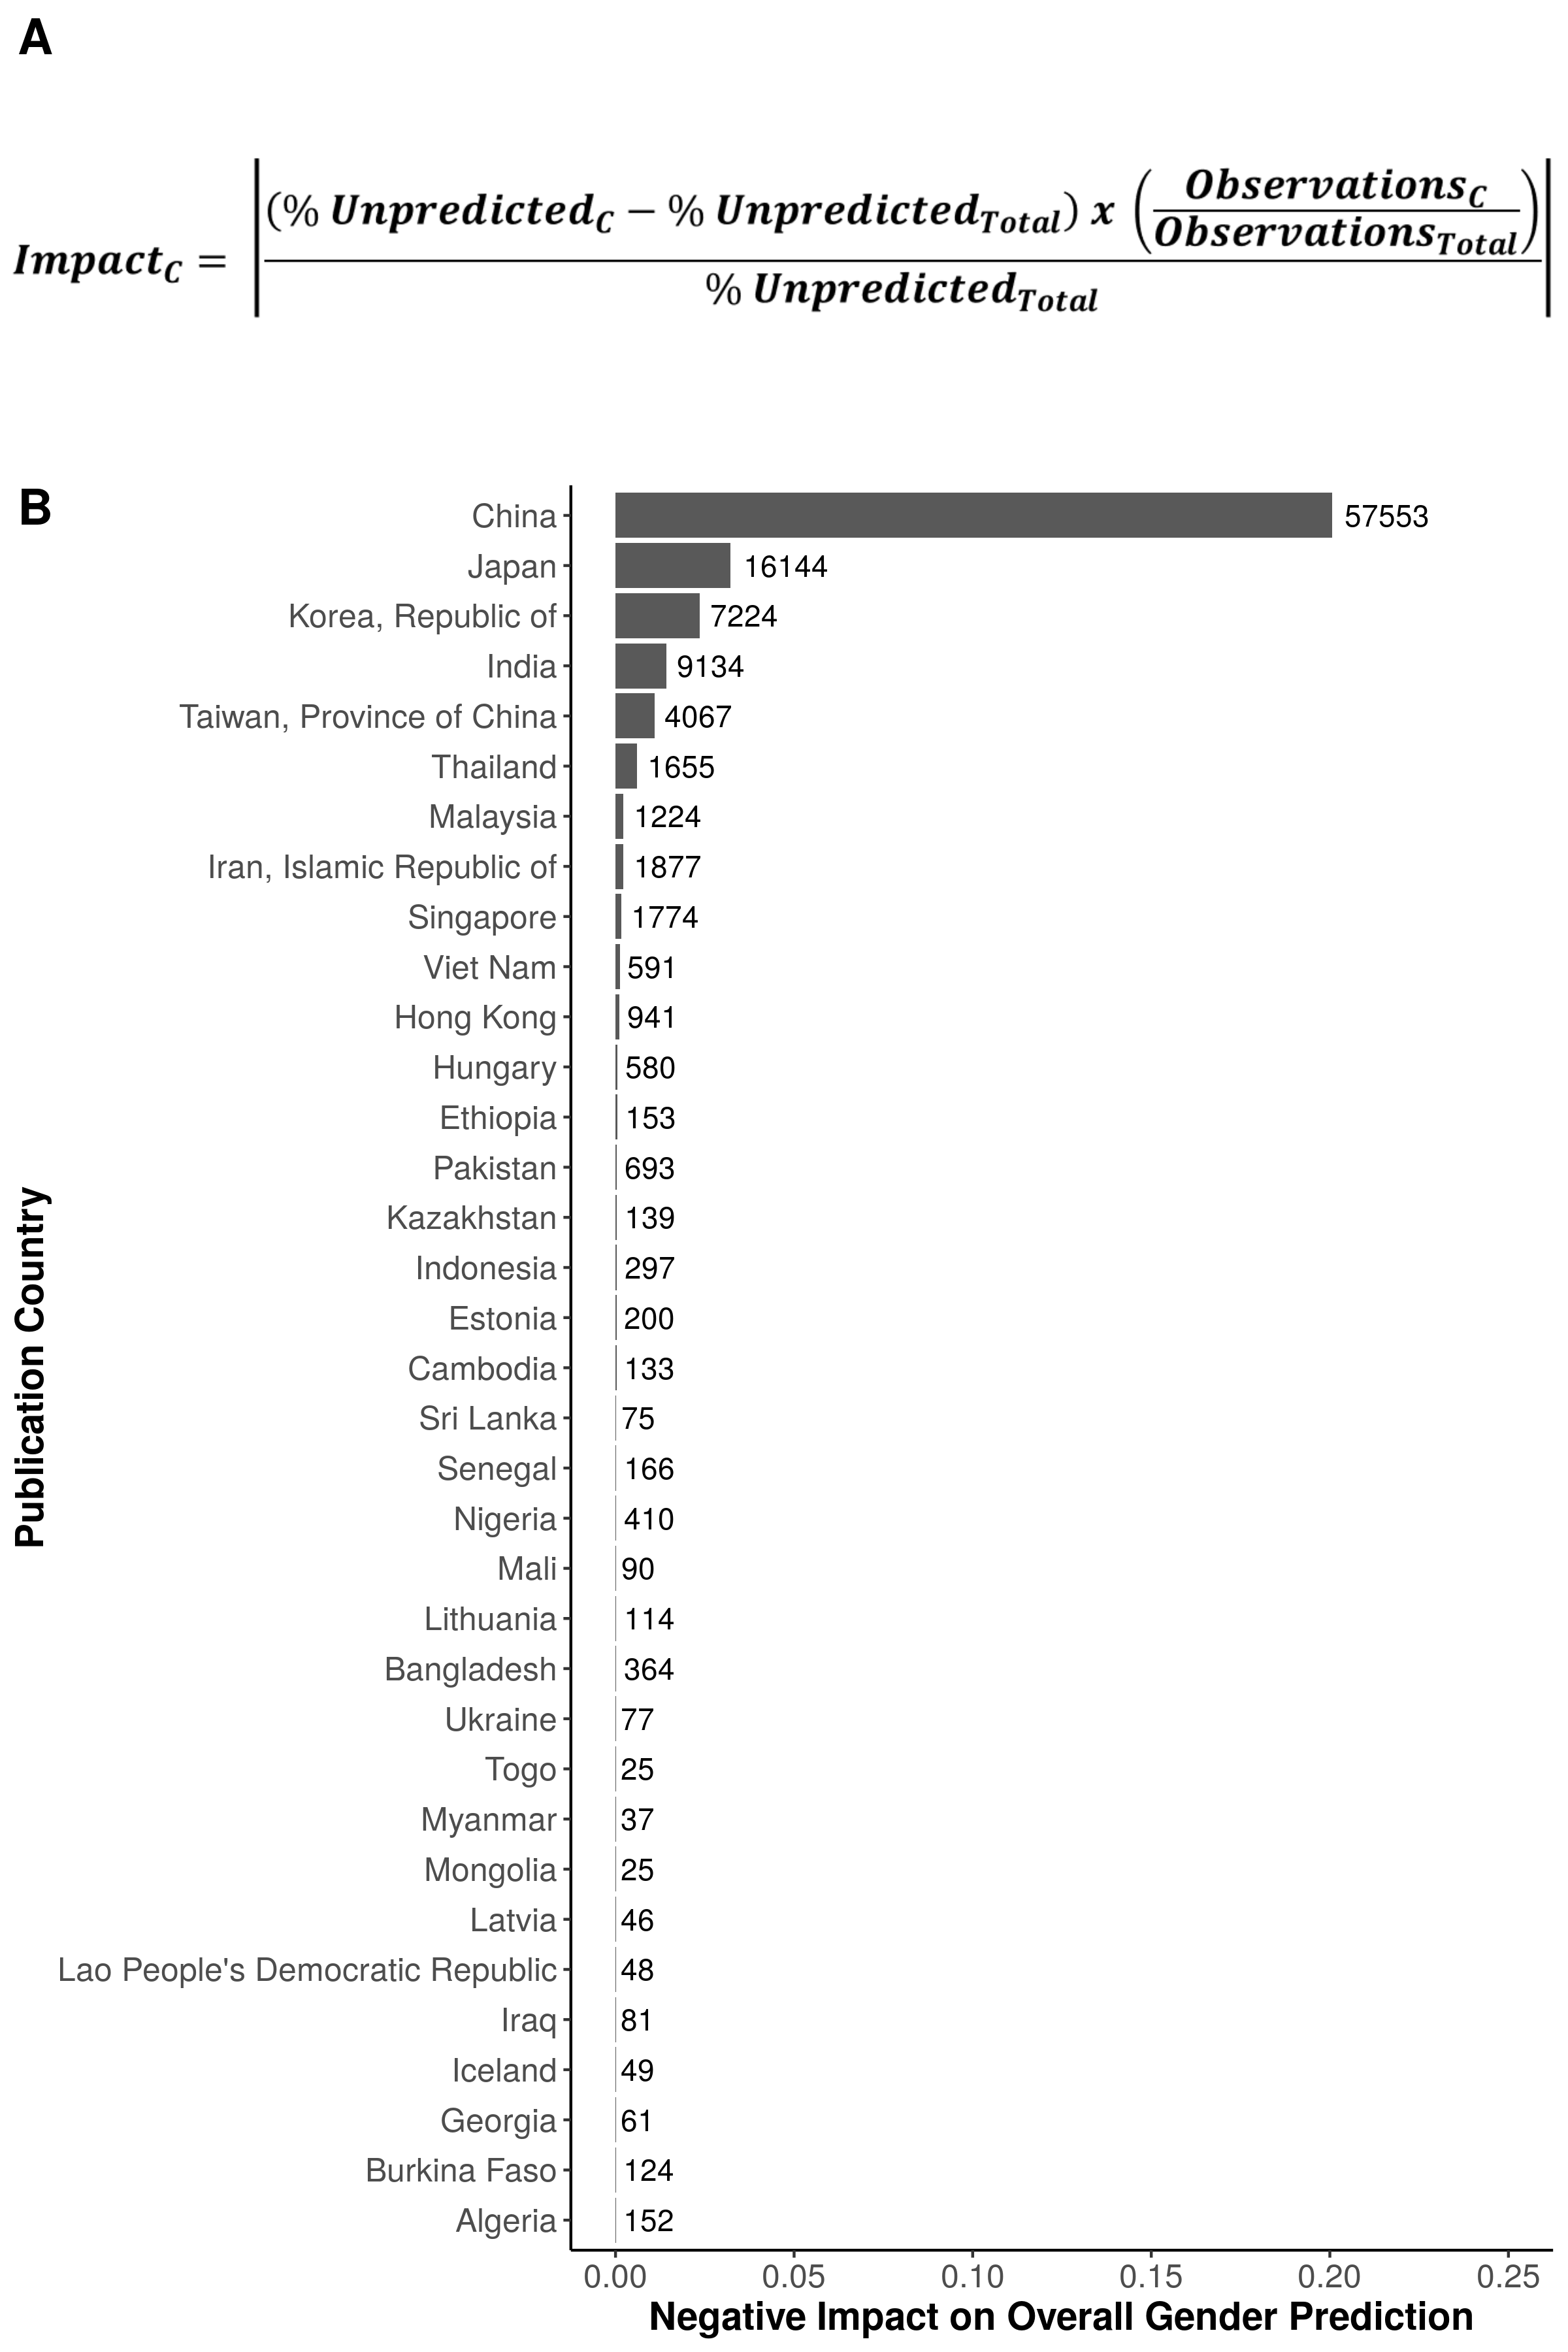 A
Impact_C = | (% Unpredicted_C − % Unpredicted_Total) x (Observations_C / Observations_Total) / % Unpredicted_Total |
B
China 57553
Japan 16144
Korea, Republic of 7224
India 9134
Taiwan, Province of China 4067
Thailand 1655
Malaysia 1224
Iran, Islamic Republic of 1877
Singapore 1774
Viet Nam 591
Hong Kong 941
Hungary 580
Ethiopia 153
Pakistan 693
Kazakhstan 139
Indonesia 297
Estonia 200
Cambodia 133
Sri Lanka 75
Senegal 166
Nigeria 410
Mali 90
Lithuania 114
Bangladesh 364
Ukraine 77
Togo 25
Myanmar 37
Mongolia 25
Latvia 46
Lao People's Democratic Republic 48
Iraq 81
Iceland 49
Georgia 61
Burkina Faso 124
Algeria 152
Publication Country
0.00 0.05 0.10 0.15 0.20 0.25
Negative Impact on Overall Gender Prediction